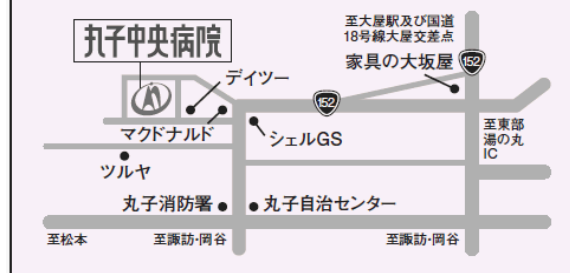 至大屋駅及び国道
18号線大屋交差点
丸子中央病院
家具の大坂屋
152
デイツー
152
マクドナルド
シェルGS
至東部
湯の丸
IC
ツルヤ
丸子消防署
丸子自治センター
至松本
至諏訪・岡谷
至諏訪・岡谷